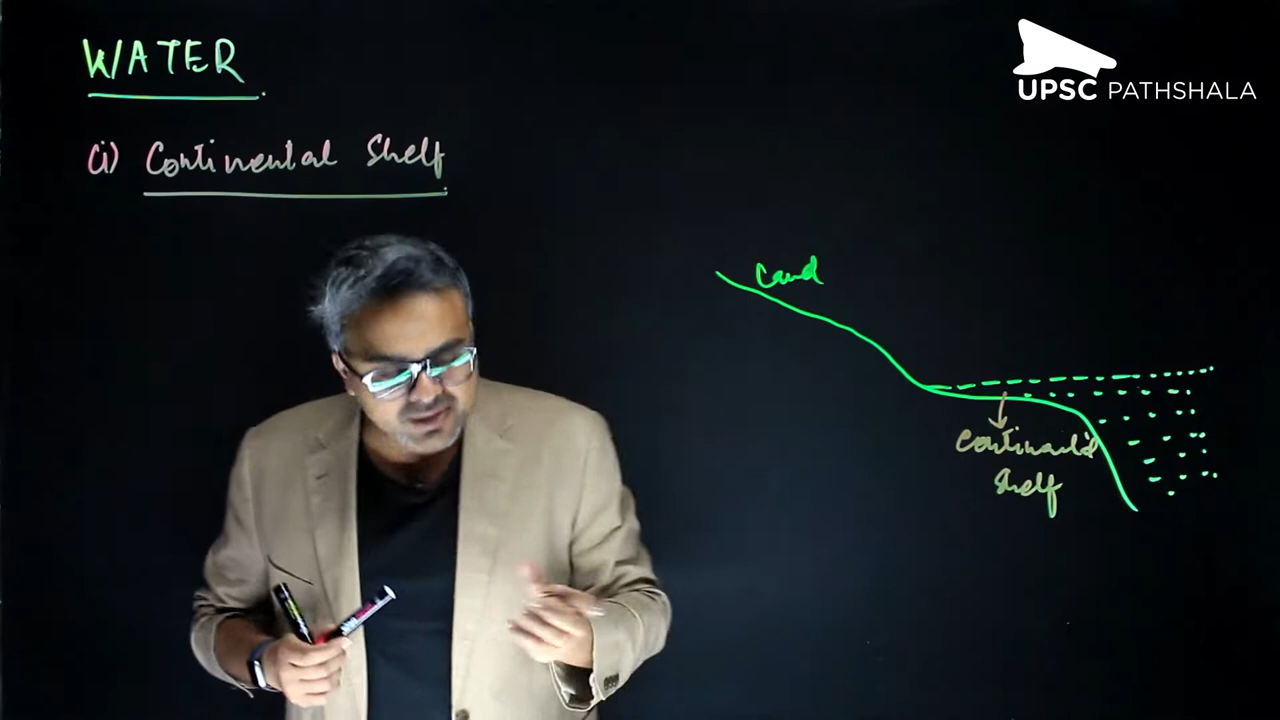 WATER
UPSC PATHSHALA
(i) Continental Shelf
Land
Continental
Shelf